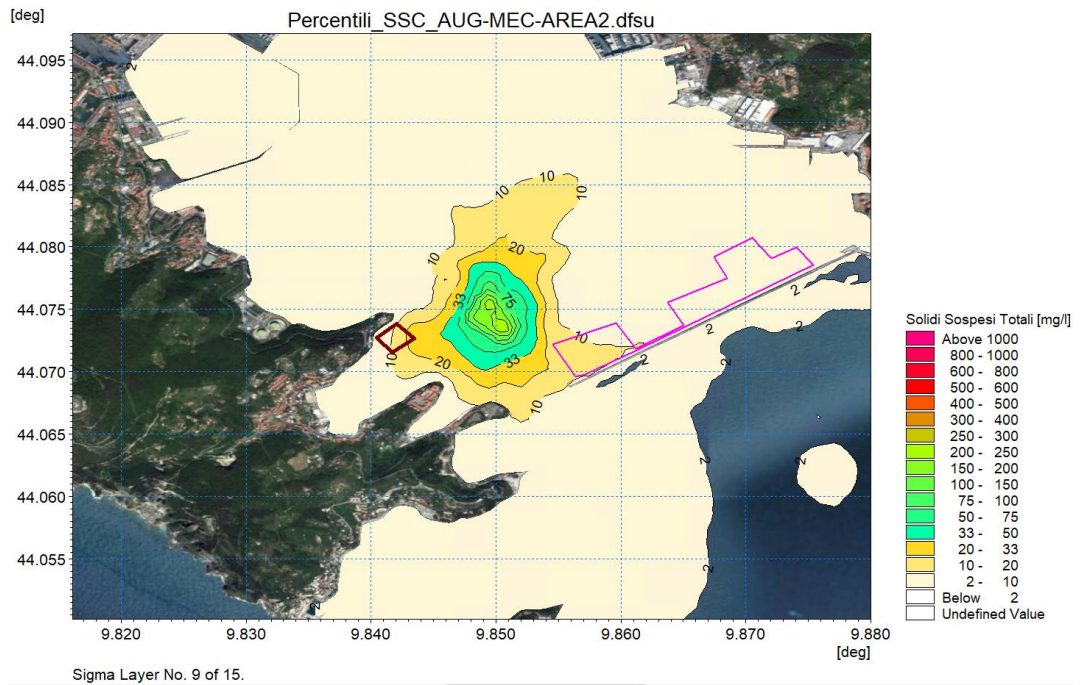 [deg]
Percentili_SSC_AUG-MEC-AREA2.dfsu
44.095
44.090
44.085
44.080
44.075
44.070
44.065
44.060
44.055
9.820
9.830
9.840
9.850
9.860
9.870
9.880
[deg]
2
10
10
10
10
20
33
75
20
33
10
10
10
2
2
2
2
2
2
2
2
2
2
Solidi Sospesi Totali [mg/l]
Above 1000
800 - 1000
600 - 800
500 - 600
400 - 500
300 - 400
250 - 300
200 - 250
150 - 200
100 - 150
75 - 100
50 - 75
33 - 50
20 - 33
10 - 20
2 - 10
Below 2
Undefined Value
Sigma Layer No. 9 of 15.